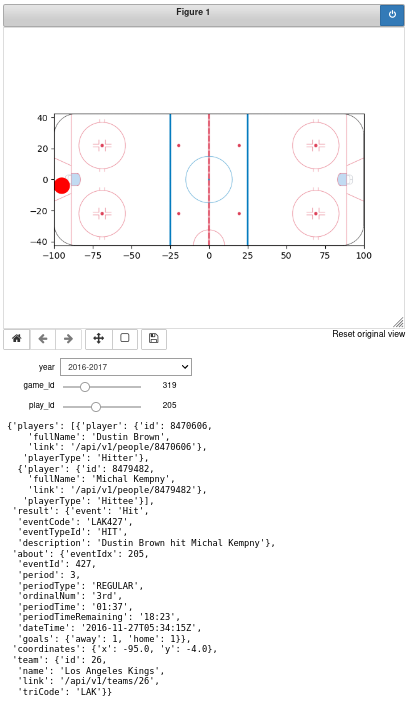 Figure 1
40
20
0
−20
−40
−100 −75 −50 −25 0 25 50 75 100
Reset original view
year 2016-2017
game_id 319
play_id 205
{'players': [{'player': {'id': 8470606,
'fullName': 'Dustin Brown',
'link': '/api/v1/people/8470606'},
'playerType': 'Hitter'},
{'player': {'id': 8479482,
'fullName': 'Michal Kempny',
'link': '/api/v1/people/8479482'},
'playerType': 'Hittee'}],
'result': {'event': 'Hit',
'eventCode': 'LAK427',
'eventTypeId': 'HIT',
'description': 'Dustin Brown hit Michal Kempny'},
'about': {'eventIdx': 205,
'eventId': 427,
'period': 3,
'periodType': 'REGULAR',
'ordinalNum': '3rd',
'periodTime': '01:37',
'periodTimeRemaining': '18:23',
'dateTime': '2016-11-27T05:34:15Z',
'goals': {'away': 1, 'home': 1}},
'coordinates': {'x': -95.0, 'y': -4.0},
'team': {'id': 26,
'name': 'Los Angeles Kings',
'link': '/api/v1/teams/26',
'triCode': 'LAK'}}